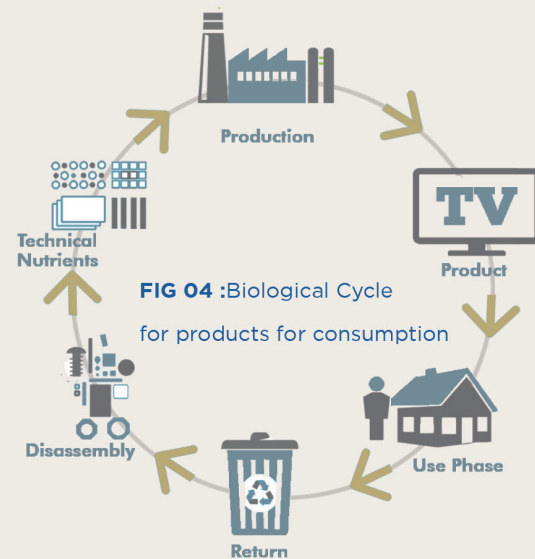 Production
TV
Product
Technical
Nutrients
FIG 04 :Biological Cycle
for products for consumption
Disassembly
Use Phase
Return